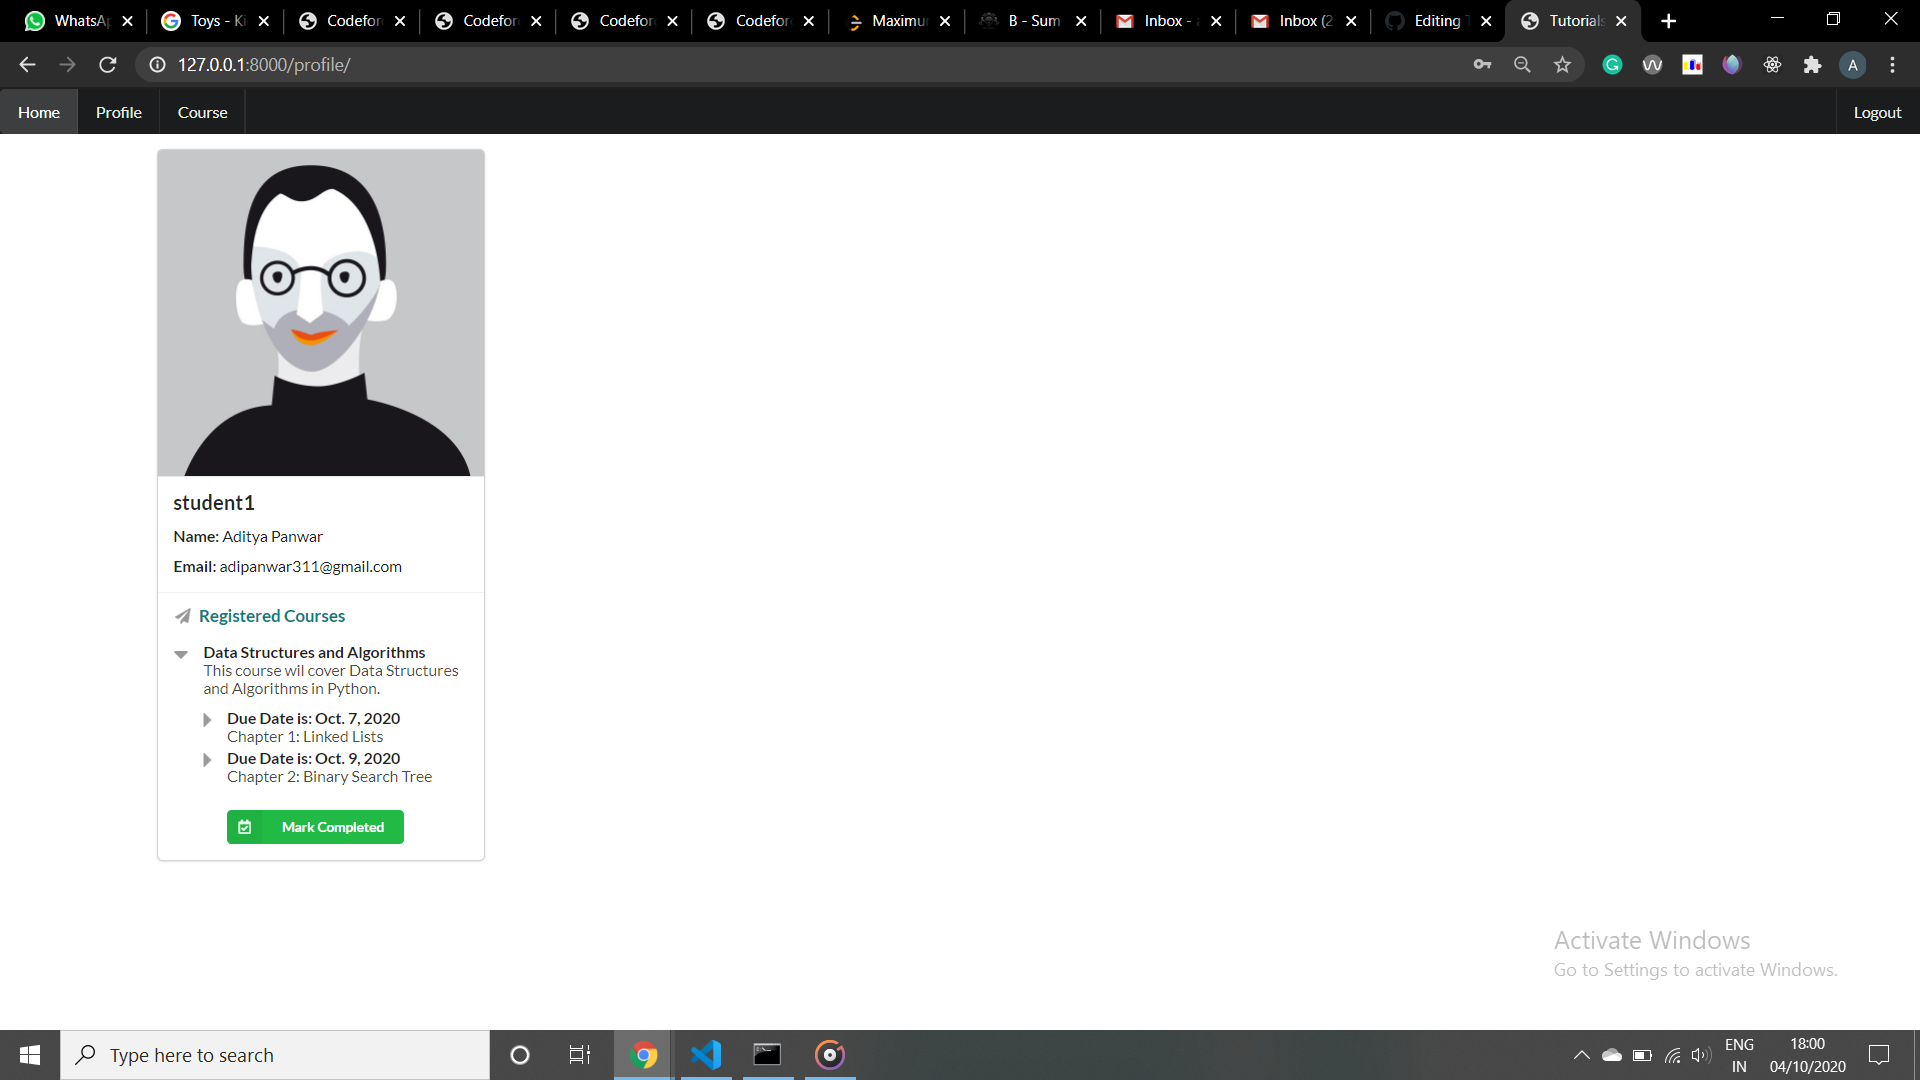 WhatsAp
Toys - Ki
Codefor
Codefor
Codefor
Codefor
Maximu
B - Sum
Inbox -
Inbox (2
Editing T
Tutorials
127.0.0.1:8000/profile/
A
Home
Profile
Course
Logout
student1
Name: Aditya Panwar
Email: adipanwar311@gmail.com
Registered Courses
Data Structures and Algorithms
This course wil cover Data Structures
and Algorithms in Python.
Due Date is: Oct. 7, 2020
Chapter 1: Linked Lists
Due Date is: Oct. 9, 2020
Chapter 2: Binary Search Tree
Mark Completed
Activate Windows
Go to Settings to activate Windows.
Type here to search
ENG
IN
18:00
04/10/2020